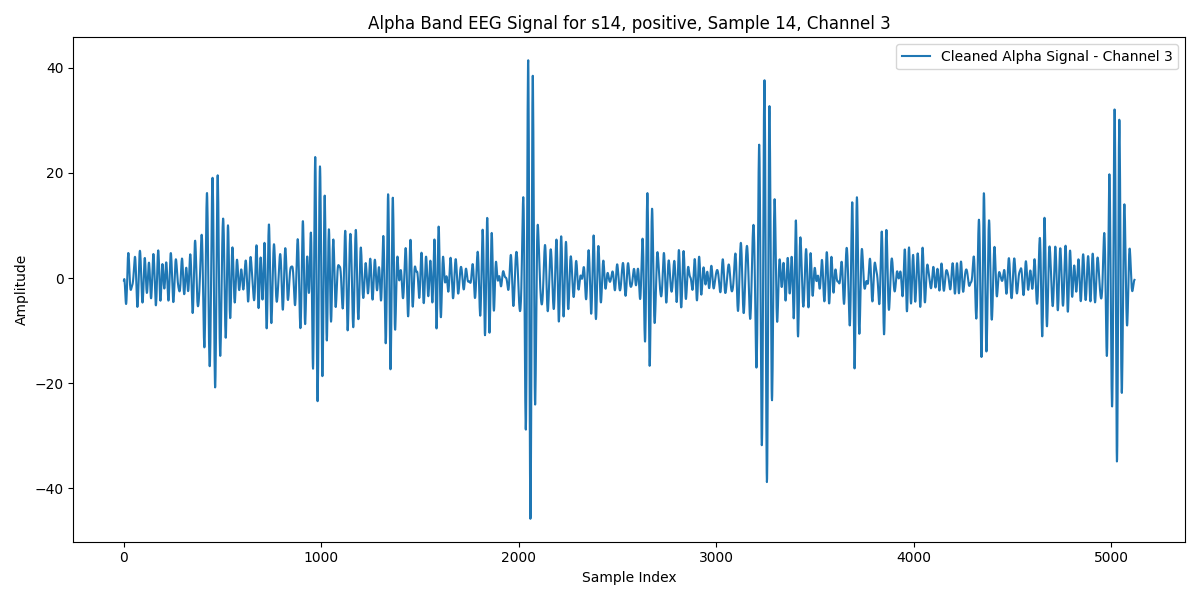 Alpha Band EEG Signal for s14, positive, Sample 14, Channel 3
Cleaned Alpha Signal - Channel 3
Amplitude
40
20
0
−20
−40
0 1000 2000 3000 4000 5000
Sample Index